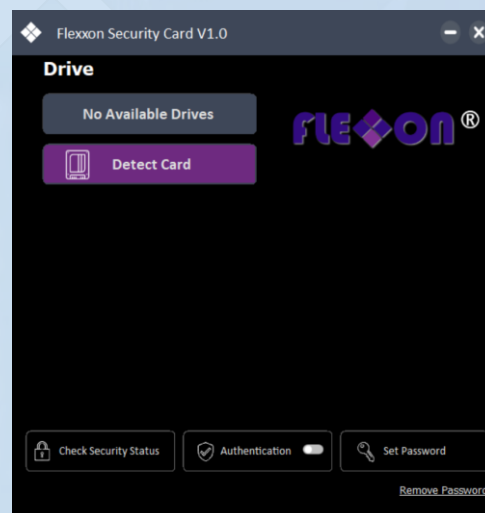 Flexxon Security Card V1.0
Drive
No Available Drives
FLEXXON®
Detect Card
Check Security Status
Authentication
Set Password
Remove Password